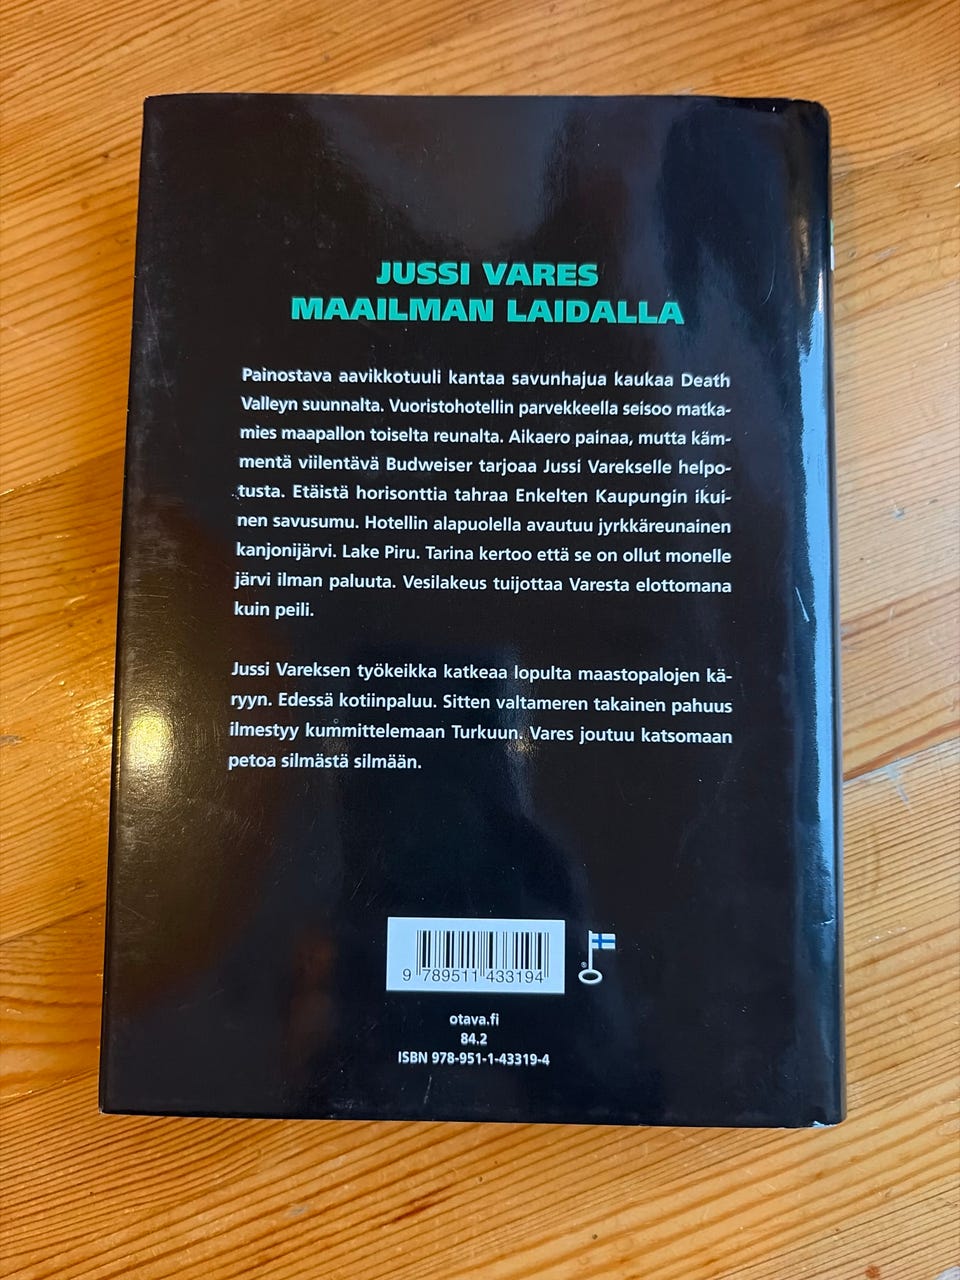 JUSSI VARES
MAAILMAN LAIDALLA
Painostava aavikkotuuli kantaa savunhajua kaukaa Death
Valleyn suunnalta. Vuoristohotellin parvekkeella seisoo matka-
mies maapallon toiselta reunalta. Aikaero painaa, mutta käm-
mentä viilentävä Budweiser tarjoaa Jussi Varekselle helpo-
tusta. Etäistä horisonttia tahraa Enkelten Kaupungin ikui-
nen savusumu. Hotellin alapuolella avautuu jyrkkäreunainen
kanjonijärvi. Lake Piru. Tarina kertoo että se on ollut monelle
järvi ilman paluuta. Vesilakeus tuijottaa Varesta elottomana
kuin peili.
Jussi Vareksen työkeikka katkeaa lopulta maastopalojen kä-
ryyn. Edessä kotiinpaluu. Sitten valtameren takainen pahuus
ilmestyy kummittelemaan Turkuun. Vares joutuu katsomaan
petoa silmästä silmään.
9 789511 433194
®
otava.fi
84.2
ISBN 978-951-1-43319-4